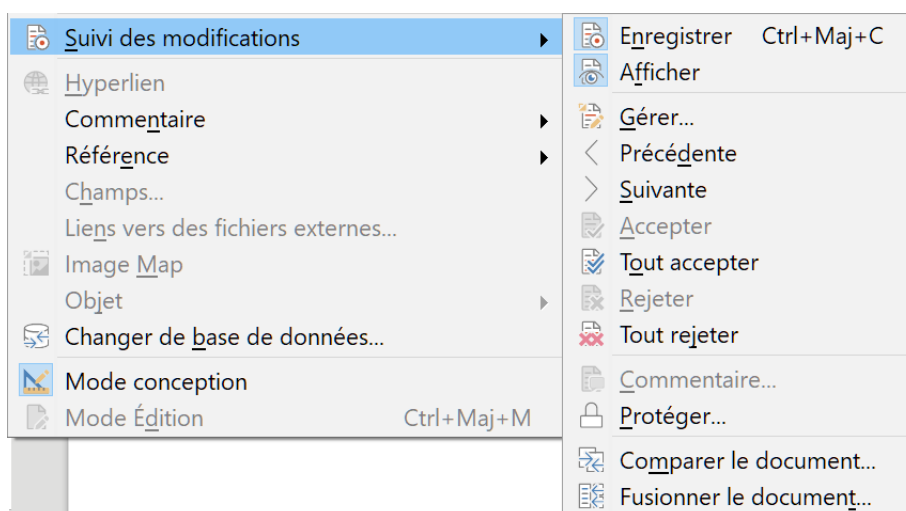 Suivi des modifications
Hyperlien
Commentaire
Référence
Champs...
Liens vers des fichiers externes...
Image Map
Objet
Changer de base de données...
Mode conception
Mode Édition Ctrl+Maj+M
Enregistrer Ctrl+Maj+C
Afficher
Gérer...
Précédente
Suivante
Accepter
Tout accepter
Rejeter
Tout rejeter
Commentaire...
Protéger...
Comparer le document...
Fusionner le document...